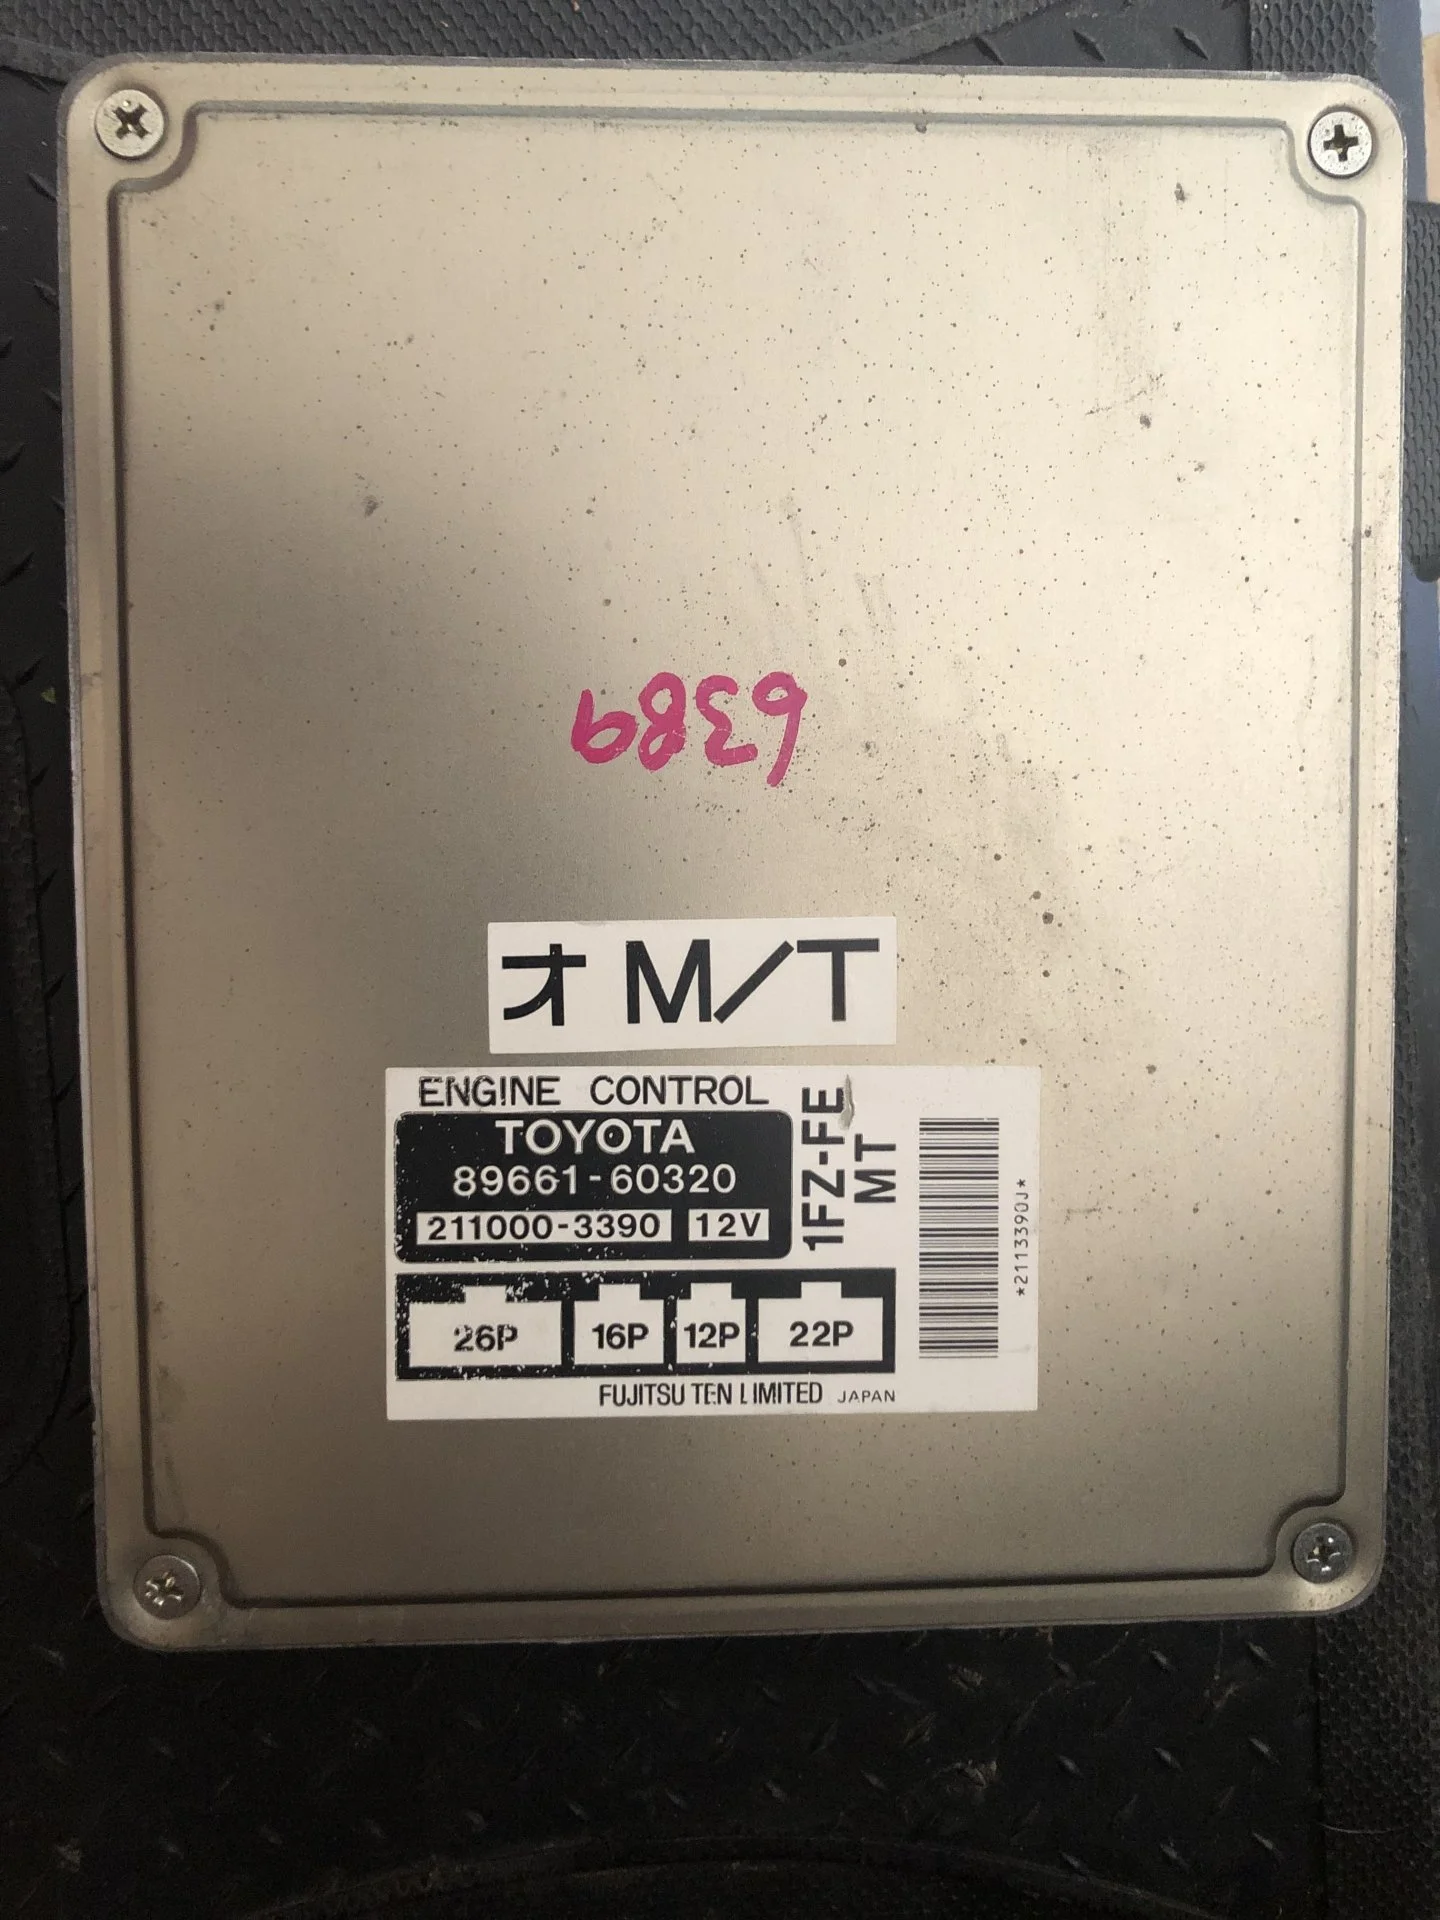 6389
オ M/T
ENGINE CONTROL
TOYOTA
89661-60320
211000-3390 12V
1FZ-FE
MT
*2113390J*
26P 16P 12P 22P
FUJITSU TEN LIMITED JAPAN